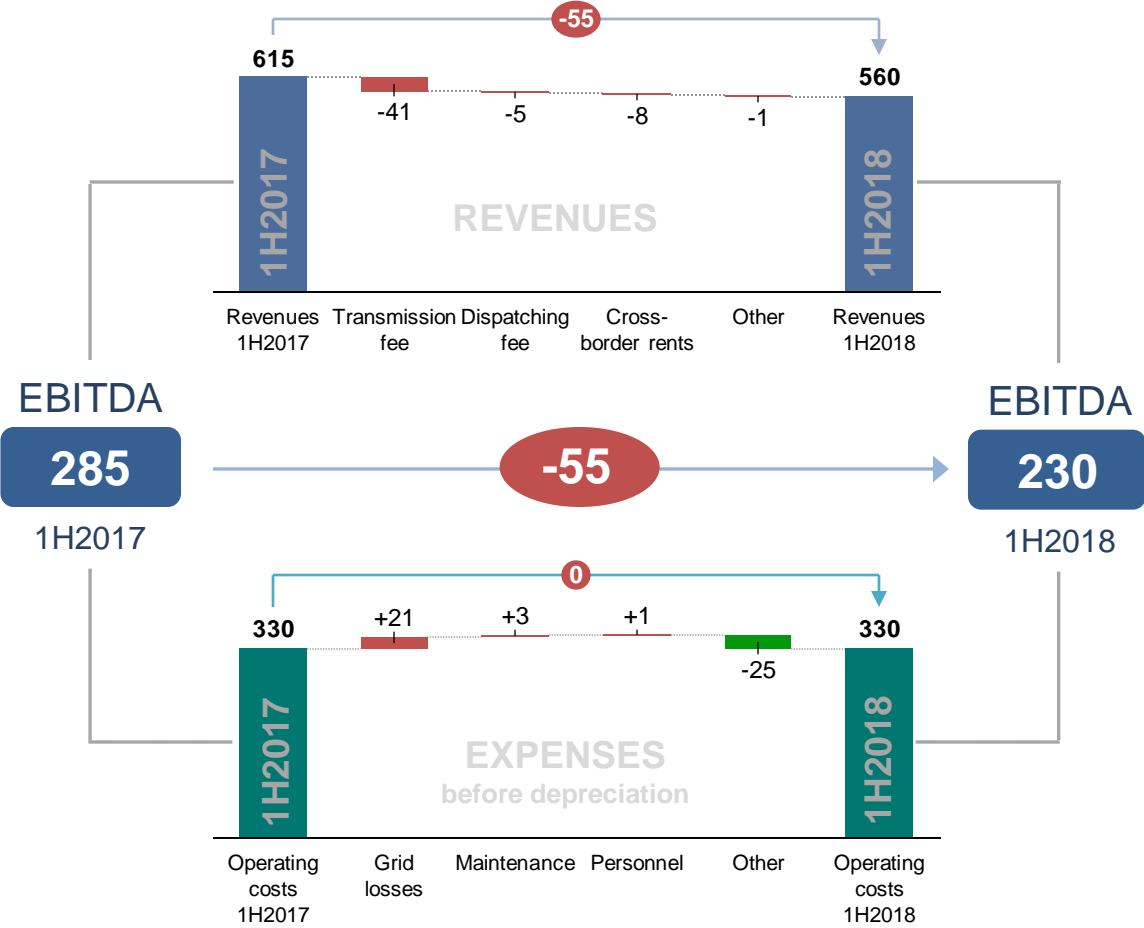 -55
615
560
-41
-5
-8
-1
1H2017
1H2018
REVENUES
Revenues
1H2017
Transmission
fee
Dispatching
fee
Cross-
border rents
Other
Revenues
1H2018
EBITDA
285
1H2017
-55
EBITDA
230
1H2018
0
330
+21
+3
+1
-25
330
1H2017
1H2018
EXPENSES
before depreciation
Operating
costs
1H2017
Grid
losses
Maintenance
Personnel
Other
Operating
costs
1H2018